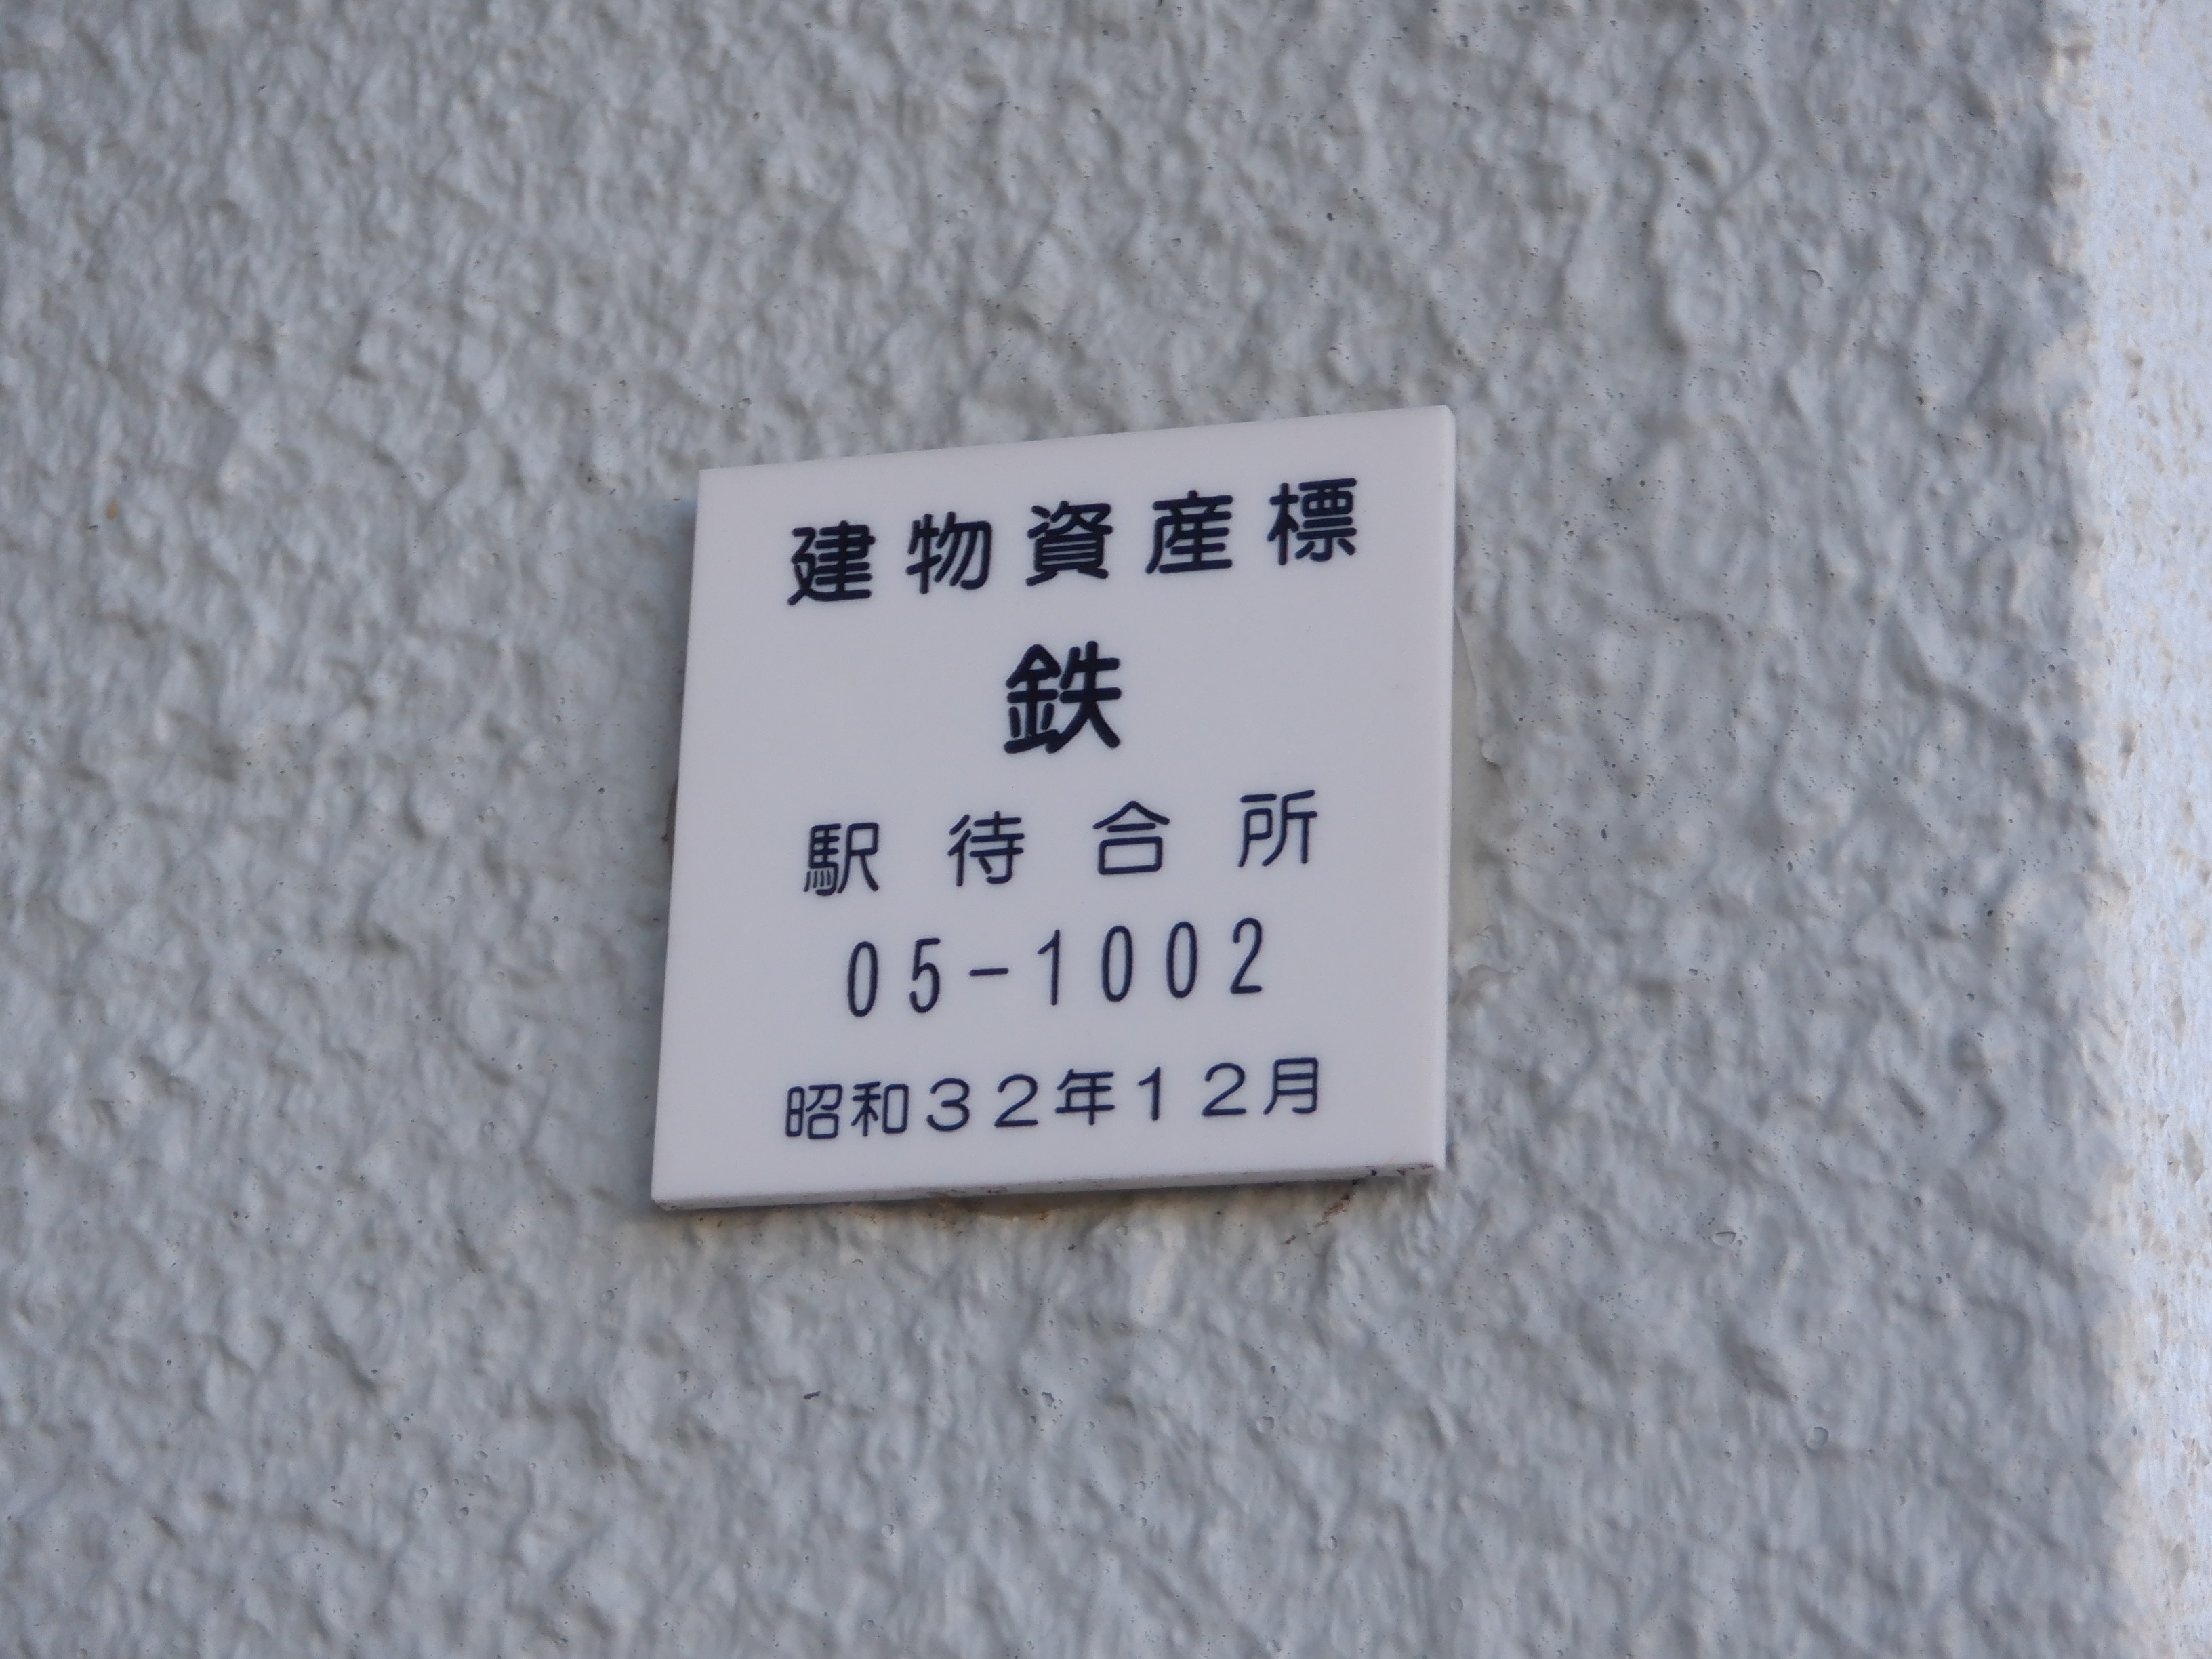 建物資産標
鉄
駅待合所
05-1002
昭和32年12月